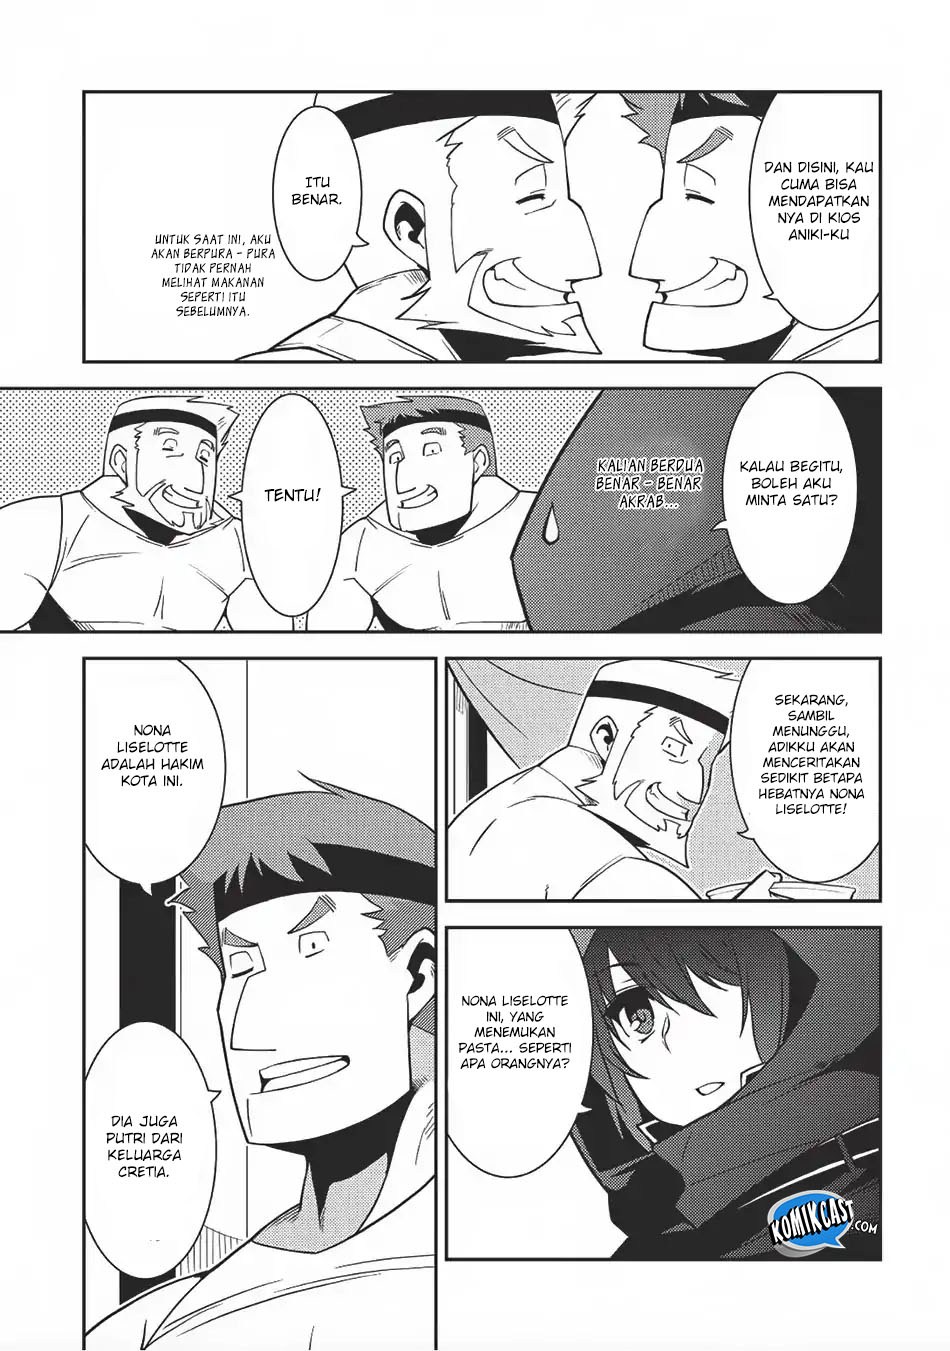 DAN DISINI, KAU
CUMA BISA
MENDAPATKAN
NYA DI KIOS
ANIKI-KU
ITU
BENAR.
UNTUK SAAT INI, AKU
AKAN BERPURA - PURA
TIDAK PERNAH
MELIHAT MAKANAN
SEPERTI ITU
SEBELUMNYA.
KALAU BEGITU,
BOLEH AKU
MINTA SATU?
KALIAN BERDUA
BENAR - BENAR
AKRAB...
TENTU!
SEKARANG,
SAMBIL
MENUNGGU,
ADIKKU AKAN
MENCERITAKAN
SEDIKIT BETAPA
HEBATNYA NONA
LISELOTTE!
NONA LISELOTTE
INI, YANG
MENEMUKAN
PASTA... SEPERTI
APA ORANGNYA?
NONA
LISELOTTE
ADALAH HAKIM
KOTA INI.
DIA JUGA
PUTRI DARI
KELUARGA
CRETIA.
KOMIKCAST
.COM